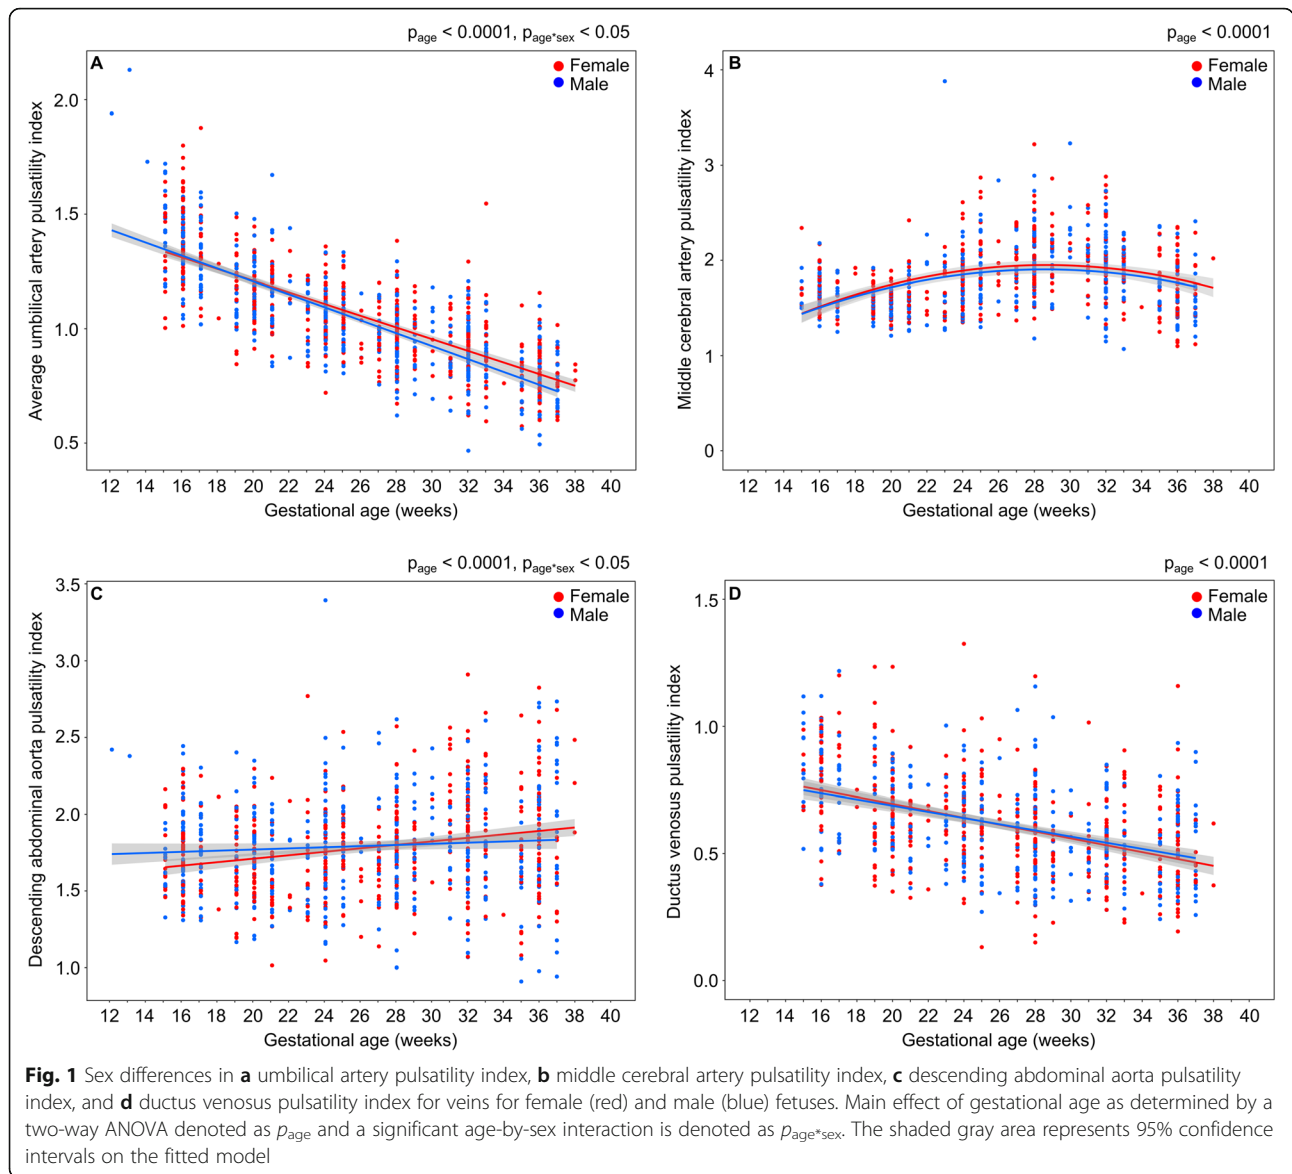 p_age < 0.0001, p_age*sex < 0.05
A
Female
Male
2.0
1.5
1.0
0.5
Average umbilical artery pulsatility index
12 14 16 18 20 22 24 26 28 30 32 34 36 38 40
Gestational age (weeks)
p_age < 0.0001
B
Female
Male
4
3
2
1
0
Middle cerebral artery pulsatility index
12 14 16 18 20 22 24 26 28 30 32 34 36 38 40
Gestational age (weeks)
p_age < 0.0001, p_age*sex < 0.05
C
Female
Male
3.5
3.0
2.5
2.0
1.5
1.0
Descending abdominal aorta pulsatility index
12 14 16 18 20 22 24 26 28 30 32 34 36 38 40
Gestational age (weeks)
p_age < 0.0001
D
Female
Male
1.5
1.0
0.5
0.0
Ductus venosus pulsatility index
12 14 16 18 20 22 24 26 28 30 32 34 36 38 40
Gestational age (weeks)
Fig. 1 Sex differences in a umbilical artery pulsatility index, b middle cerebral artery pulsatility index, c descending abdominal aorta pulsatility
index, and d ductus venosus pulsatility index for veins for female (red) and male (blue) fetuses. Main effect of gestational age as determined by a
two-way ANOVA denoted as p_age and a significant age-by-sex interaction is denoted as p_age*sex. The shaded gray area represents 95% confidence
intervals on the fitted model